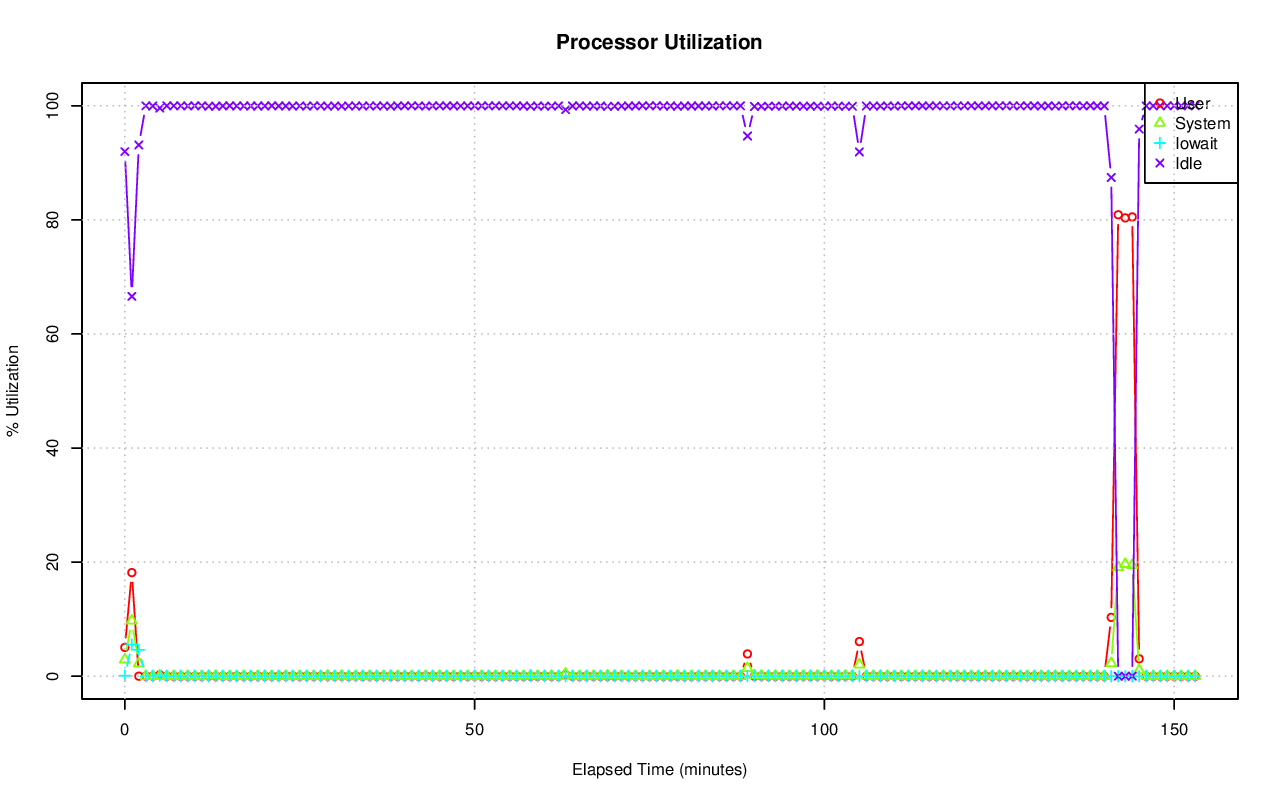 Processor Utilization
User
System
Iowait
Idle
100
80
60
40
20
0
% Utilization
0 50 100 150
Elapsed Time (minutes)